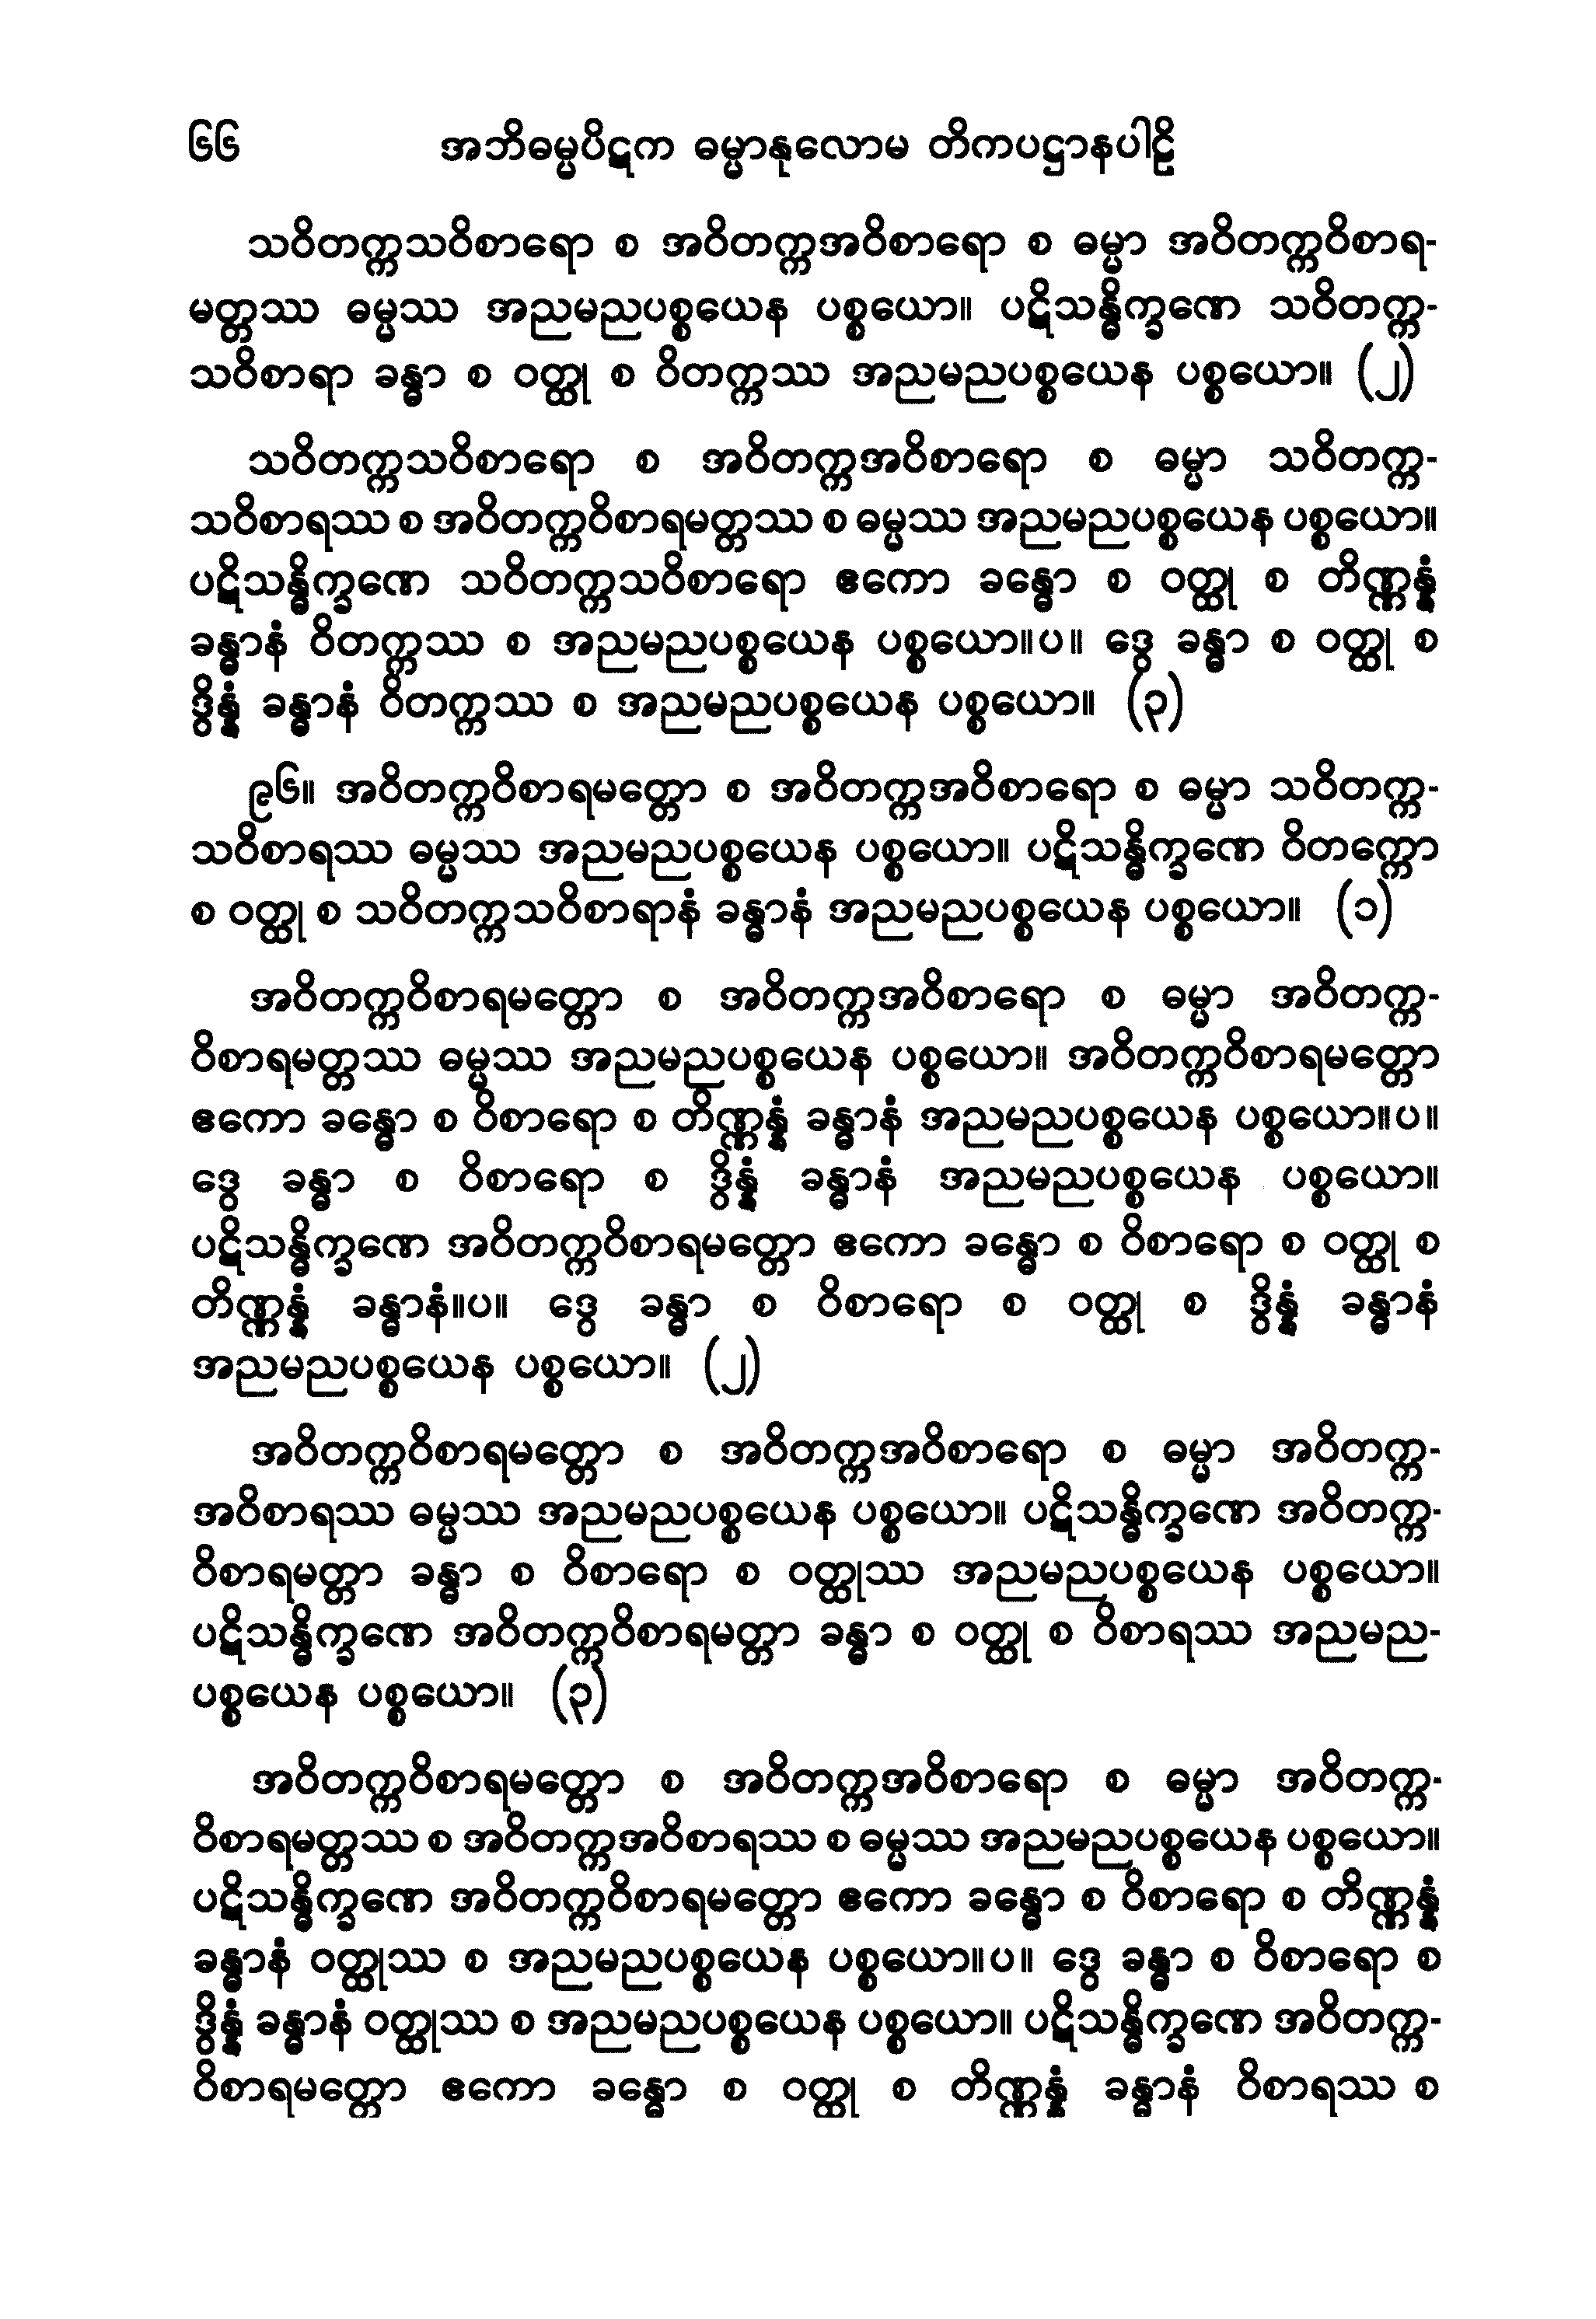 ၆၆ အဘိဓမ္မပိဋက ဓမ္မာနုလောမ တိကပဋ္ဌာနပါဠိ
သဝိတက္ကသဝိစာရော စ အဝိတက္ကအဝိစာရော စ ဓမ္မာ အဝိတက္ကဝိစာရ-
မတ္တဿ ဓမ္မဿ အညမညပစ္စယေန ပစ္စယော။ ပဋိသန္ဓိက္ခဏေ သဝိတက္က-
သဝိစာရာ ခန္ဓာ စ ဝတ္ထု စ ဝိတက္ကဿ အညမညပစ္စယေန ပစ္စယော။ (၂)
သဝိတက္ကသဝိစာရော စ အဝိတက္ကအဝိစာရော စ ဓမ္မာ သဝိတက္က-
သဝိစာရဿ စ အဝိတက္ကဝိစာရမတ္တဿ စ ဓမ္မဿ အညမညပစ္စယေန ပစ္စယော။
ပဋိသန္ဓိက္ခဏေ သဝိတက္ကသဝိစာရော ဧကော ခန္ဓော စ ဝတ္ထု စ တိဏ္ဏန္နံ
ခန္ဓာနံ ဝိတက္ကဿ စ အညမညပစ္စယေန ပစ္စယော။ပ။ ဒွေ ခန္ဓာ စ ဝတ္ထု စ
ဒွိန္နံ ခန္ဓာနံ ဝိတက္ကဿ စ အညမညပစ္စယေန ပစ္စယော။ (၃)
၉၆။ အဝိတက္ကဝိစာရမတ္တော စ အဝိတက္ကအဝိစာရော စ ဓမ္မာ သဝိတက္က-
သဝိစာရဿ ဓမ္မဿ အညမညပစ္စယေန ပစ္စယော။ ပဋိသန္ဓိက္ခဏေ ဝိတက္ကော
စ ဝတ္ထု စ သဝိတက္ကသဝိစာရာနံ ခန္ဓာနံ အညမညပစ္စယေန ပစ္စယော။ (၁)
အဝိတက္ကဝိစာရမတ္တော စ အဝိတက္ကအဝိစာရော စ ဓမ္မာ အဝိတက္က-
ဝိစာရမတ္တဿ ဓမ္မဿ အညမညပစ္စယေန ပစ္စယော။ အဝိတက္ကဝိစာရမတ္တော
ဧကော ခန္ဓော စ ဝိစာရော စ တိဏ္ဏန္နံ ခန္ဓာနံ အညမညပစ္စယေန ပစ္စယော။ပ။
ဒွေ ခန္ဓာ စ ဝိစာရော စ ဒွိန္နံ ခန္ဓာနံ အညမညပစ္စယေန ပစ္စယော။
ပဋိသန္ဓိက္ခဏေ အဝိတက္ကဝိစာရမတ္တော ဧကော ခန္ဓော စ ဝိစာရော စ ဝတ္ထု စ
တိဏ္ဏန္နံ ခန္ဓာနံ။ပ။ ဒွေ ခန္ဓာ စ ဝိစာရော စ ဝတ္ထု စ ဒွိန္နံ ခန္ဓာနံ
အညမညပစ္စယေန ပစ္စယော။ (၂)
အဝိတက္ကဝိစာရမတ္တော စ အဝိတက္ကအဝိစာရော စ ဓမ္မာ အဝိတက္က-
အဝိစာရဿ ဓမ္မဿ အညမညပစ္စယေန ပစ္စယော။ ပဋိသန္ဓိက္ခဏေ အဝိတက္က-
ဝိစာရမတ္တာ ခန္ဓာ စ ဝိစာရော စ ဝတ္ထုဿ အညမညပစ္စယေန ပစ္စယော။
ပဋိသန္ဓိက္ခဏေ အဝိတက္ကဝိစာရမတ္တာ ခန္ဓာ စ ဝတ္ထု စ ဝိစာရဿ အညမည-
ပစ္စယေန ပစ္စယော။ (၃)
အဝိတက္ကဝိစာရမတ္တော စ အဝိတက္ကအဝိစာရော စ ဓမ္မာ အဝိတက္က-
ဝိစာရမတ္တဿ စ အဝိတက္ကအဝိစာရဿ စ ဓမ္မဿ အညမညပစ္စယေန ပစ္စယော။
ပဋိသန္ဓိက္ခဏေ အဝိတက္ကဝိစာရမတ္တော ဧကော ခန္ဓော စ ဝိစာရော စ တိဏ္ဏန္နံ
ခန္ဓာနံ ဝတ္ထုဿ စ အညမညပစ္စယေန ပစ္စယော။ပ။ ဒွေ ခန္ဓာ စ ဝိစာရော စ
ဒွိန္နံ ခန္ဓာနံ ဝတ္ထုဿ စ အညမညပစ္စယေန ပစ္စယော။ ပဋိသန္ဓိက္ခဏေ အဝိတက္က-
ဝိစာရမတ္တော ဧကော ခန္ဓော စ ဝတ္ထု စ တိဏ္ဏန္နံ ခန္ဓာနံ ဝိစာရဿ စ